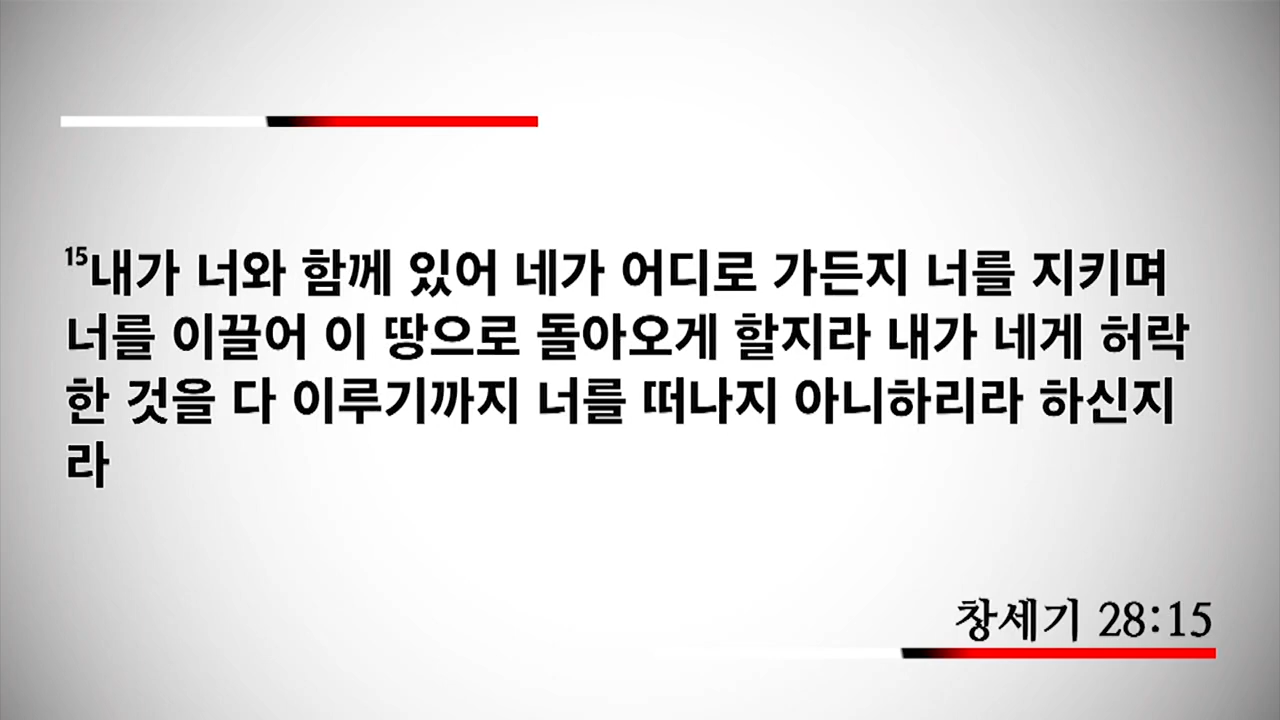 15내가 너와 함께 있어 네가 어디로 가든지 너를 지키며
너를 이끌어 이 땅으로 돌아오게 할지라 내가 네게 허락
한 것을 다 이루기까지 너를 떠나지 아니하리라 하신지
라
창세기 28:15